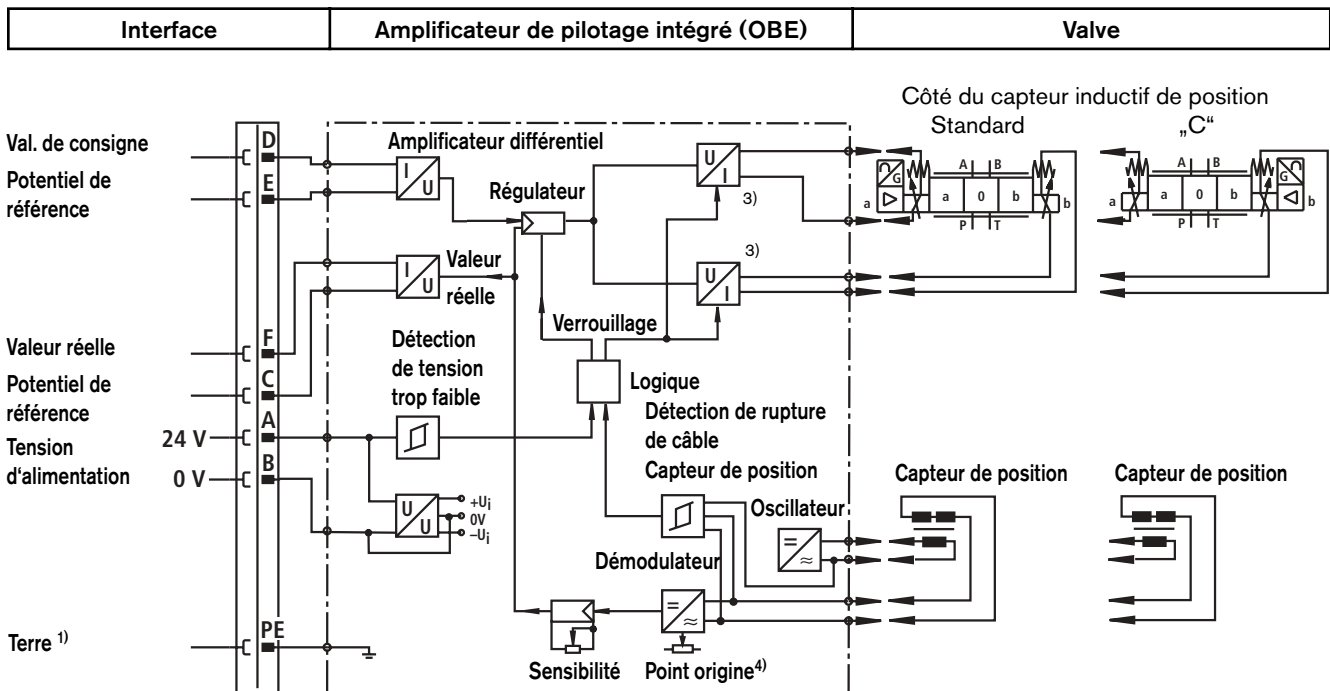 Interface
Amplificateur de pilotage intégré (OBE)
Valve
Côté du capteur inductif de position
Standard
„C“
Val. de consigne
D
Amplificateur différentiel
Potentiel de
référence
E
I
U
Régulateur
U
I
3)
A B
G
a
a 0 b
b
P T
A B
G
a
a 0 b
b
P T
I
U
Valeur
réelle
U
I
3)
Verrouillage
Valeur réelle
F
Détection
de tension
trop faible
Potentiel de
référence
C
Logique
Tension
d‘alimentation
24 V
A
0 V
B
Détection de rupture
de câble
Capteur de position
U
U
+Ui
0V
–Ui
Oscillateur
=
≈
Capteur de position
Capteur de position
Démodulateur
=
≈
Terre 1)
PE
Sensibilité
Point origine4)